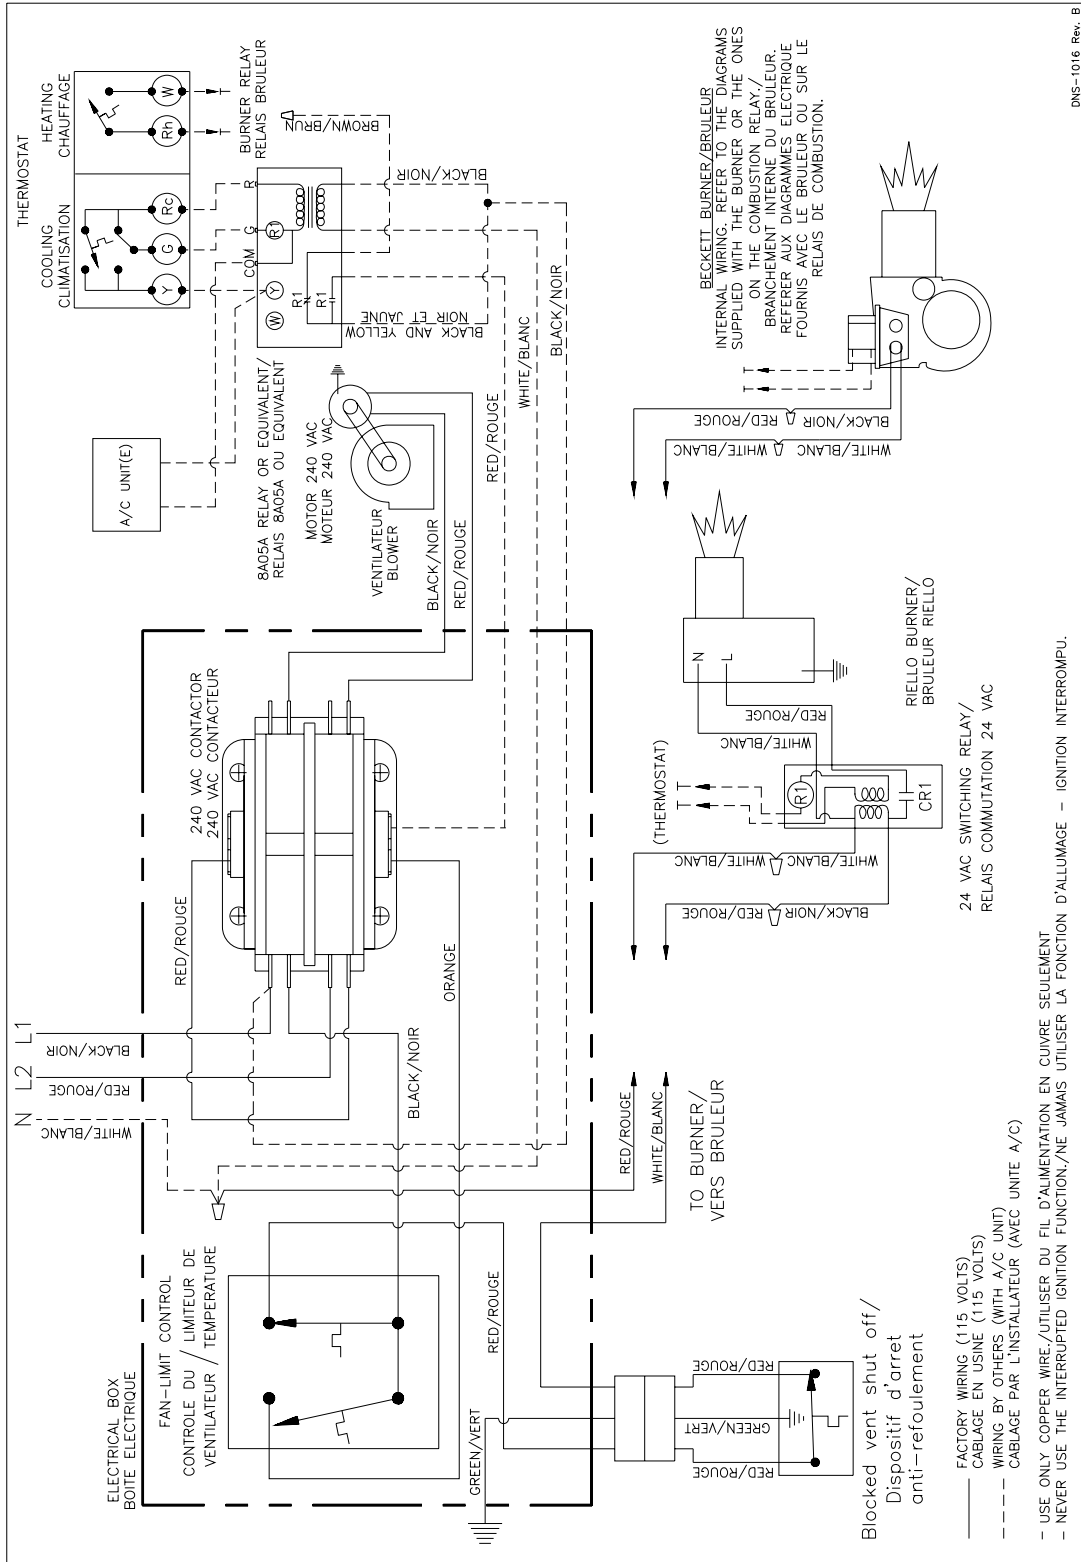 DNS-1016 Rev. B
THERMOSTAT
HEATING
CHAUFFAGE
COOLING
CLIMATISATION
W
Rh
Rc
G
Y
BURNER RELAY
RELAIS BRULEUR
BROWN/BRUN
BLACK/NOIR
R
G
COM
R1
Y
W
R1
R1
BLACK AND YELLOW
NOIR ET JAUNE
A/C UNIT(E)
8A05A RELAY OR EQUIVALENT/
RELAIS 8A05A OU EQUIVALENT
MOTOR 240 VAC
MOTEUR 240 VAC
VENTILATEUR
BLOWER
RED/ROUGE
WHITE/BLANC
BLACK/NOIR
BLACK/NOIR
RED/ROUGE
BECKETT BURNER/BRULEUR
INTERNAL WIRING. REFER TO THE DIAGRAMS
SUPPLIED WITH THE BURNER OR THE ONES
ON THE COMBUSTION RELAY./
BRANCHEMENT INTERNE DU BRULEUR.
REFERER AUX DIAGRAMMES ELECTRIQUE
FOURNIS AVEC LE BRULEUR OU SUR LE
RELAIS DE COMBUSTION.
RED/ROUGE
BLACK/NOIR
WHITE/BLANC
WHITE/BLANC
240 VAC CONTACTOR
240 VAC CONTACTEUR
RED/ROUGE
ORANGE
BLACK/NOIR
N
L2
L1
BLACK/NOIR
RED/ROUGE
WHITE/BLANC
RIELLO BURNER/
BRULEUR RIELLO
N
L
RED/ROUGE
WHITE/BLANC
(THERMOSTAT)
R1
CR1
WHITE/BLANC
WHITE/BLANC
RED/ROUGE
BLACK/NOIR
24 VAC SWITCHING RELAY/
RELAIS COMMUTATION 24 VAC
RED/ROUGE
WHITE/BLANC
TO BURNER/
VERS BRULEUR
ELECTRICAL BOX
BOITE ELECTRIQUE
FAN-LIMIT CONTROL
CONTROLE DU / LIMITEUR DE
VENTILATEUR / TEMPERATURE
RED/ROUGE
GREEN/VERT
RED/ROUGE
GREEN/VERT
RED/ROUGE
Blocked vent shut off/
Dispositif d'arret
anti-refoulement
FACTORY WIRING (115 VOLTS)
CABLAGE EN USINE (115 VOLTS)
WIRING BY OTHERS (WITH A/C UNIT)
CABLAGE PAR L'INSTALLATEUR (AVEC UNITE A/C)
- USE ONLY COPPER WIRE./UTILISER DU FIL D'ALIMENTATION EN CUIVRE SEULEMENT
- NEVER USE THE INTERRUPTED IGNITION FUNCTION./NE JAMAIS UTILISER LA FONCTION D'ALLUMAGE - IGNITION INTERROMPU.